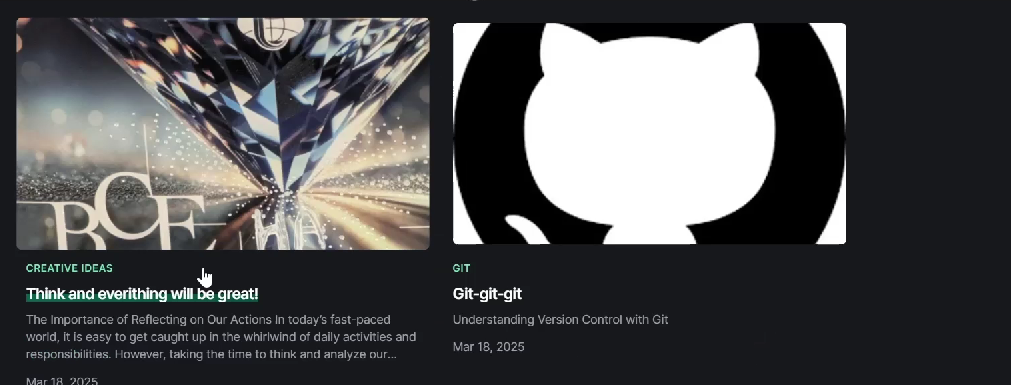 BCF
CREATIVE IDEAS
Think and everithing will be great!
The Importance of Reflecting on Our Actions In today's fast-paced
world, it is easy to get caught up in the whirlwind of daily activities and
responsibilities. However, taking the time to think and analyze our...
Mar 18, 2025
GIT
Git-git-git
Understanding Version Control with Git
Mar 18, 2025